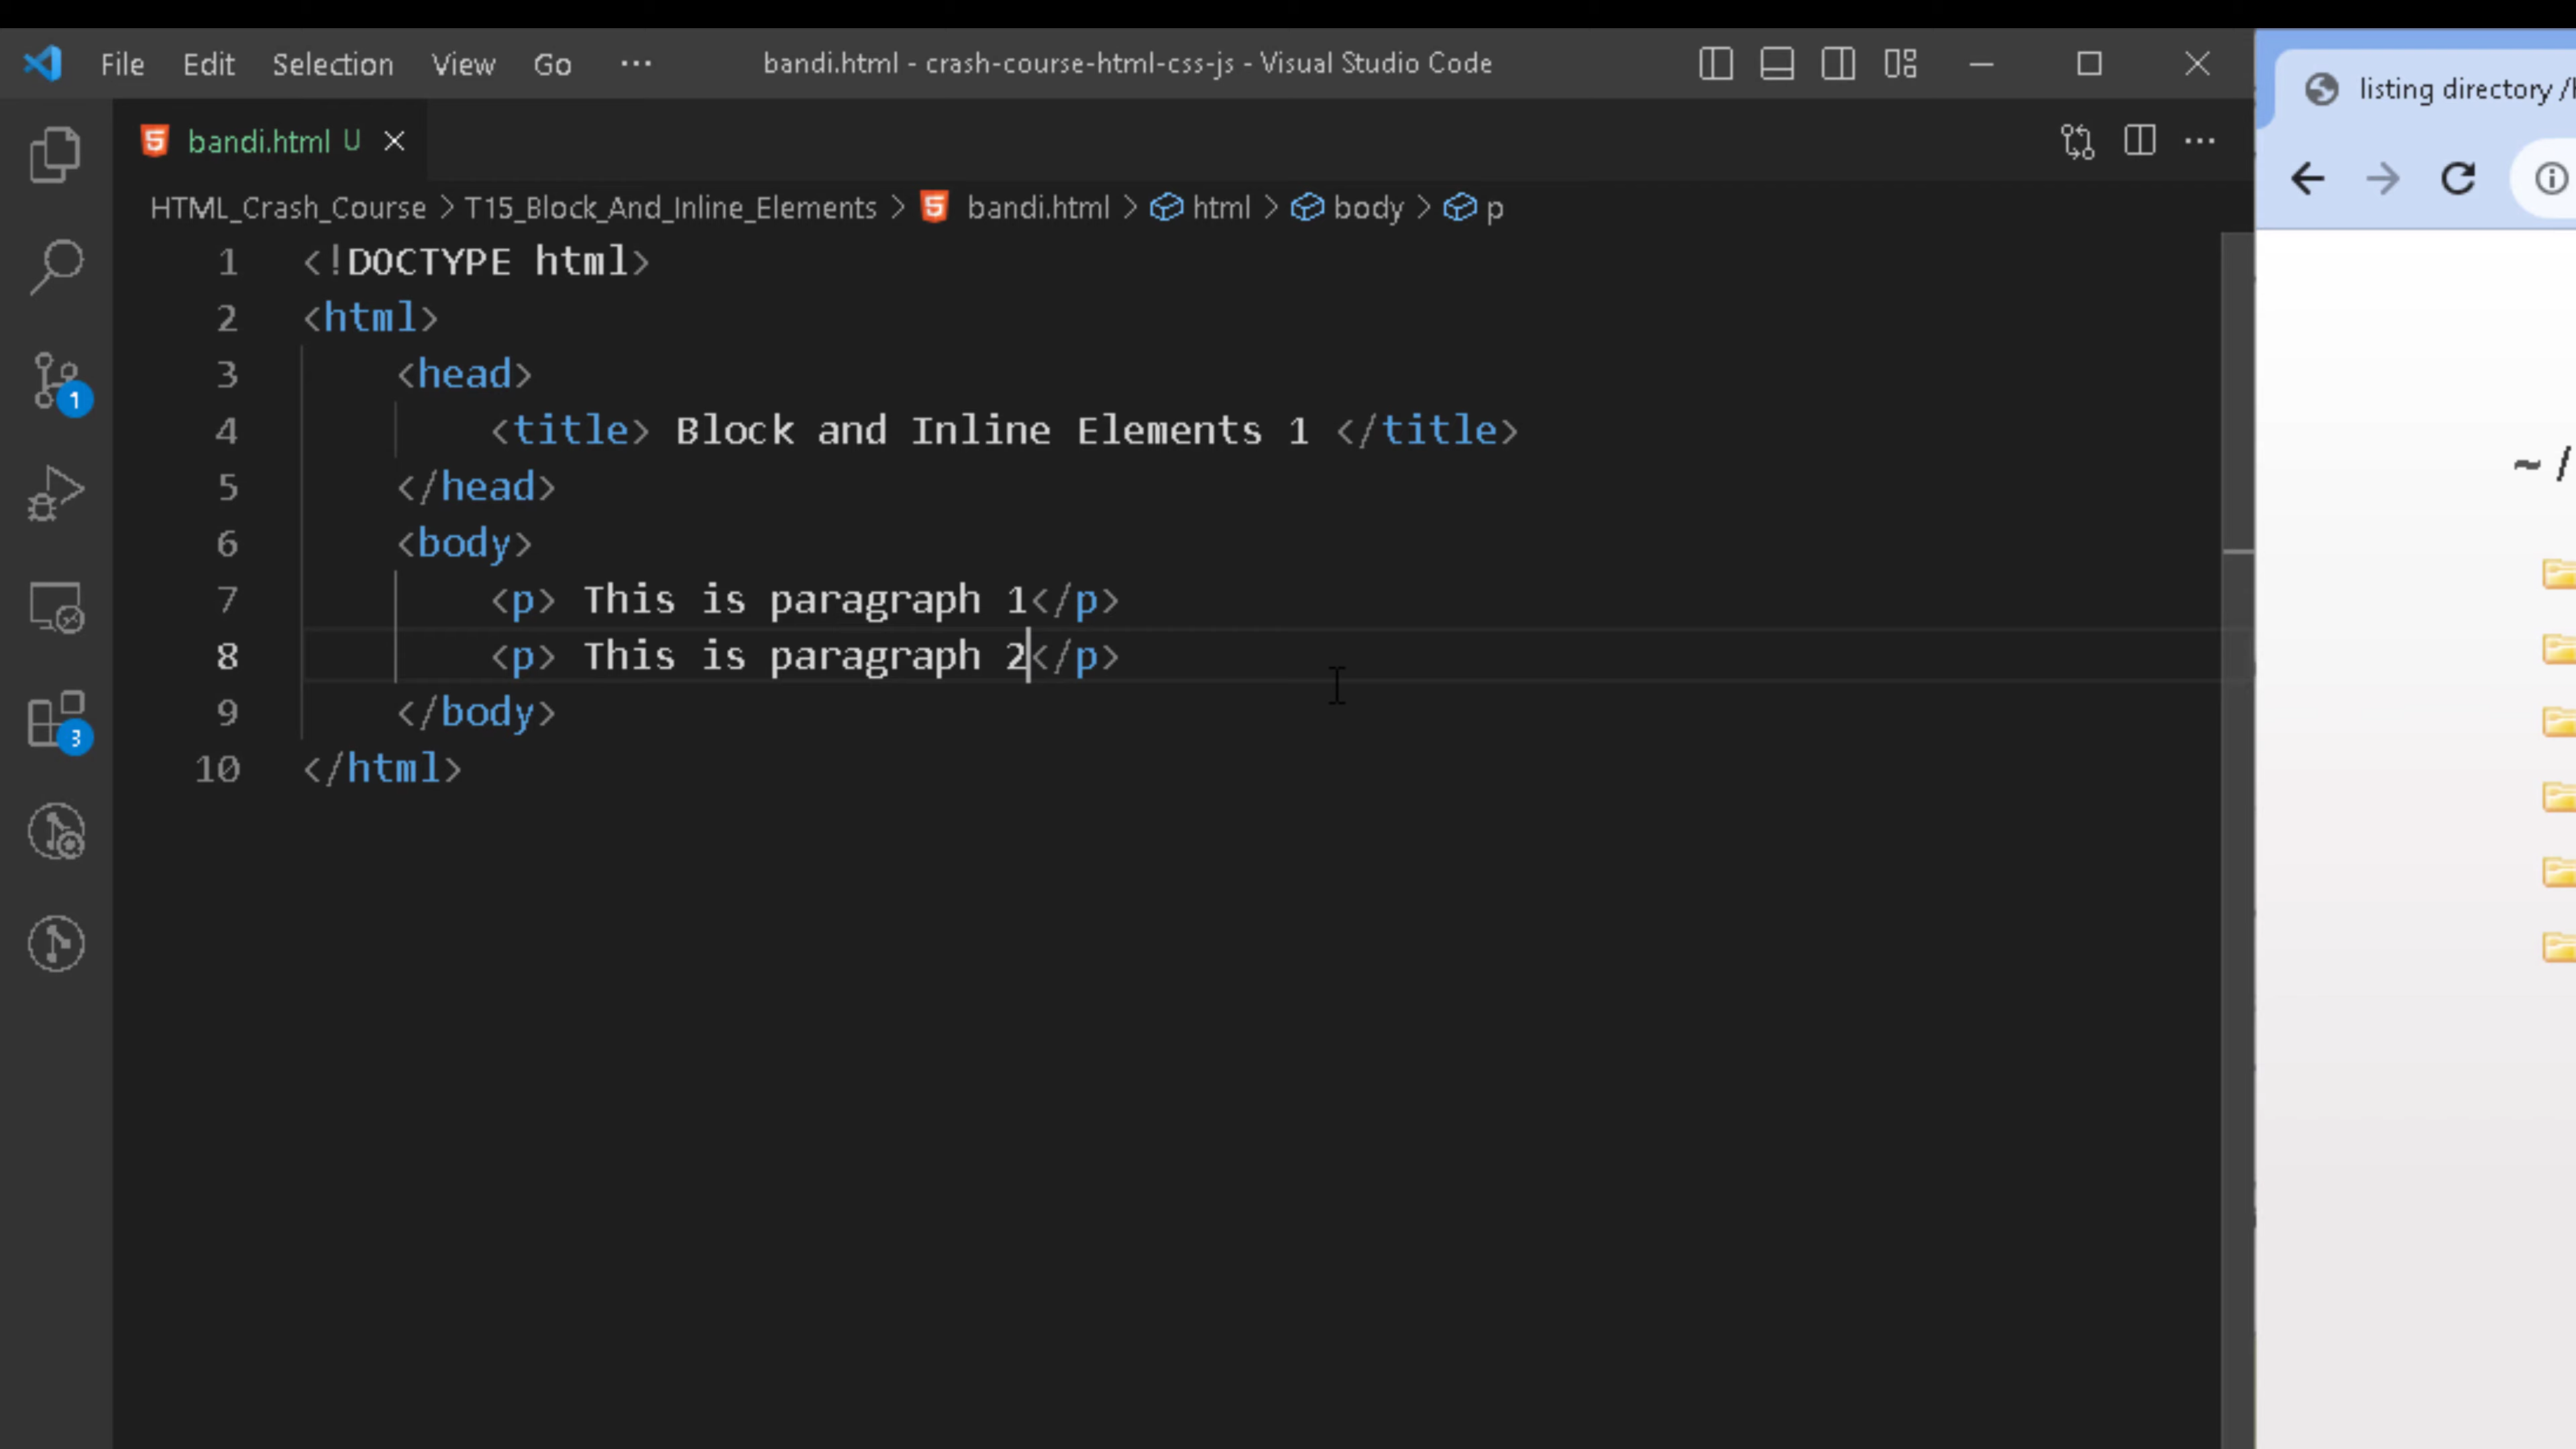 File Edit Selection View Go ··· bandi.html - crash-course-html-css-js - Visual Studio Code
listing directory /
bandi.html U
HTML_Crash_Course > T15_Block_And_Inline_Elements > bandi.html > html > body > p
1 <!DOCTYPE html>
2 <html>
3 <head>
4 <title> Block and Inline Elements 1 </title>
5 </head>
6 <body>
7 <p> This is paragraph 1</p>
8 <p> This is paragraph 2</p>
9 </body>
10 </html>
1
3
~ /